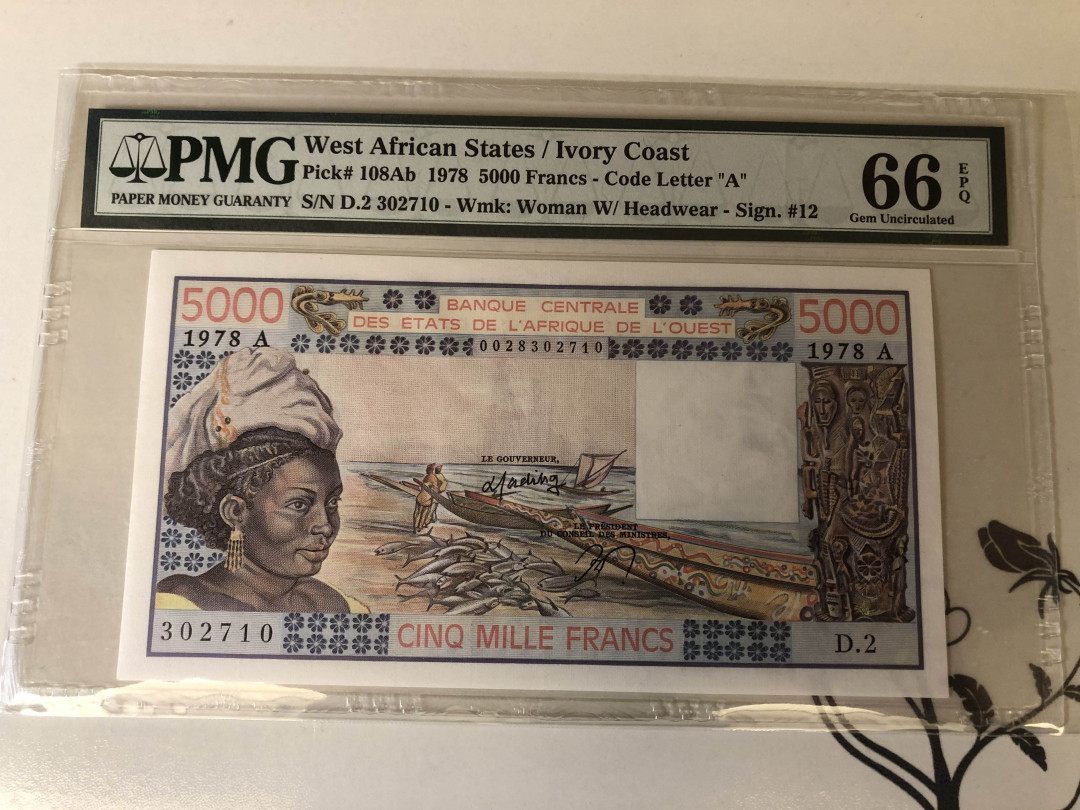 PMG
PAPER MONEY GUARANTY
West African States / Ivory Coast
Pick# 108Ab 1978 5000 Francs - Code Letter "A"
S/N D.2 302710 - Wmk: Woman W/ Headwear - Sign. #12
66
EPQ
Gem Uncirculated
5000
BANQUE CENTRALE
DES ÉTATS DE L'AFRIQUE DE L'OUEST
5000
1978 A
0028302710
1978 A
LE GOUVERNEUR,
LE PRÉSIDENT
DU CONSEIL DES MINISTRES,
302710
CINQ MILLE FRANCS
D.2